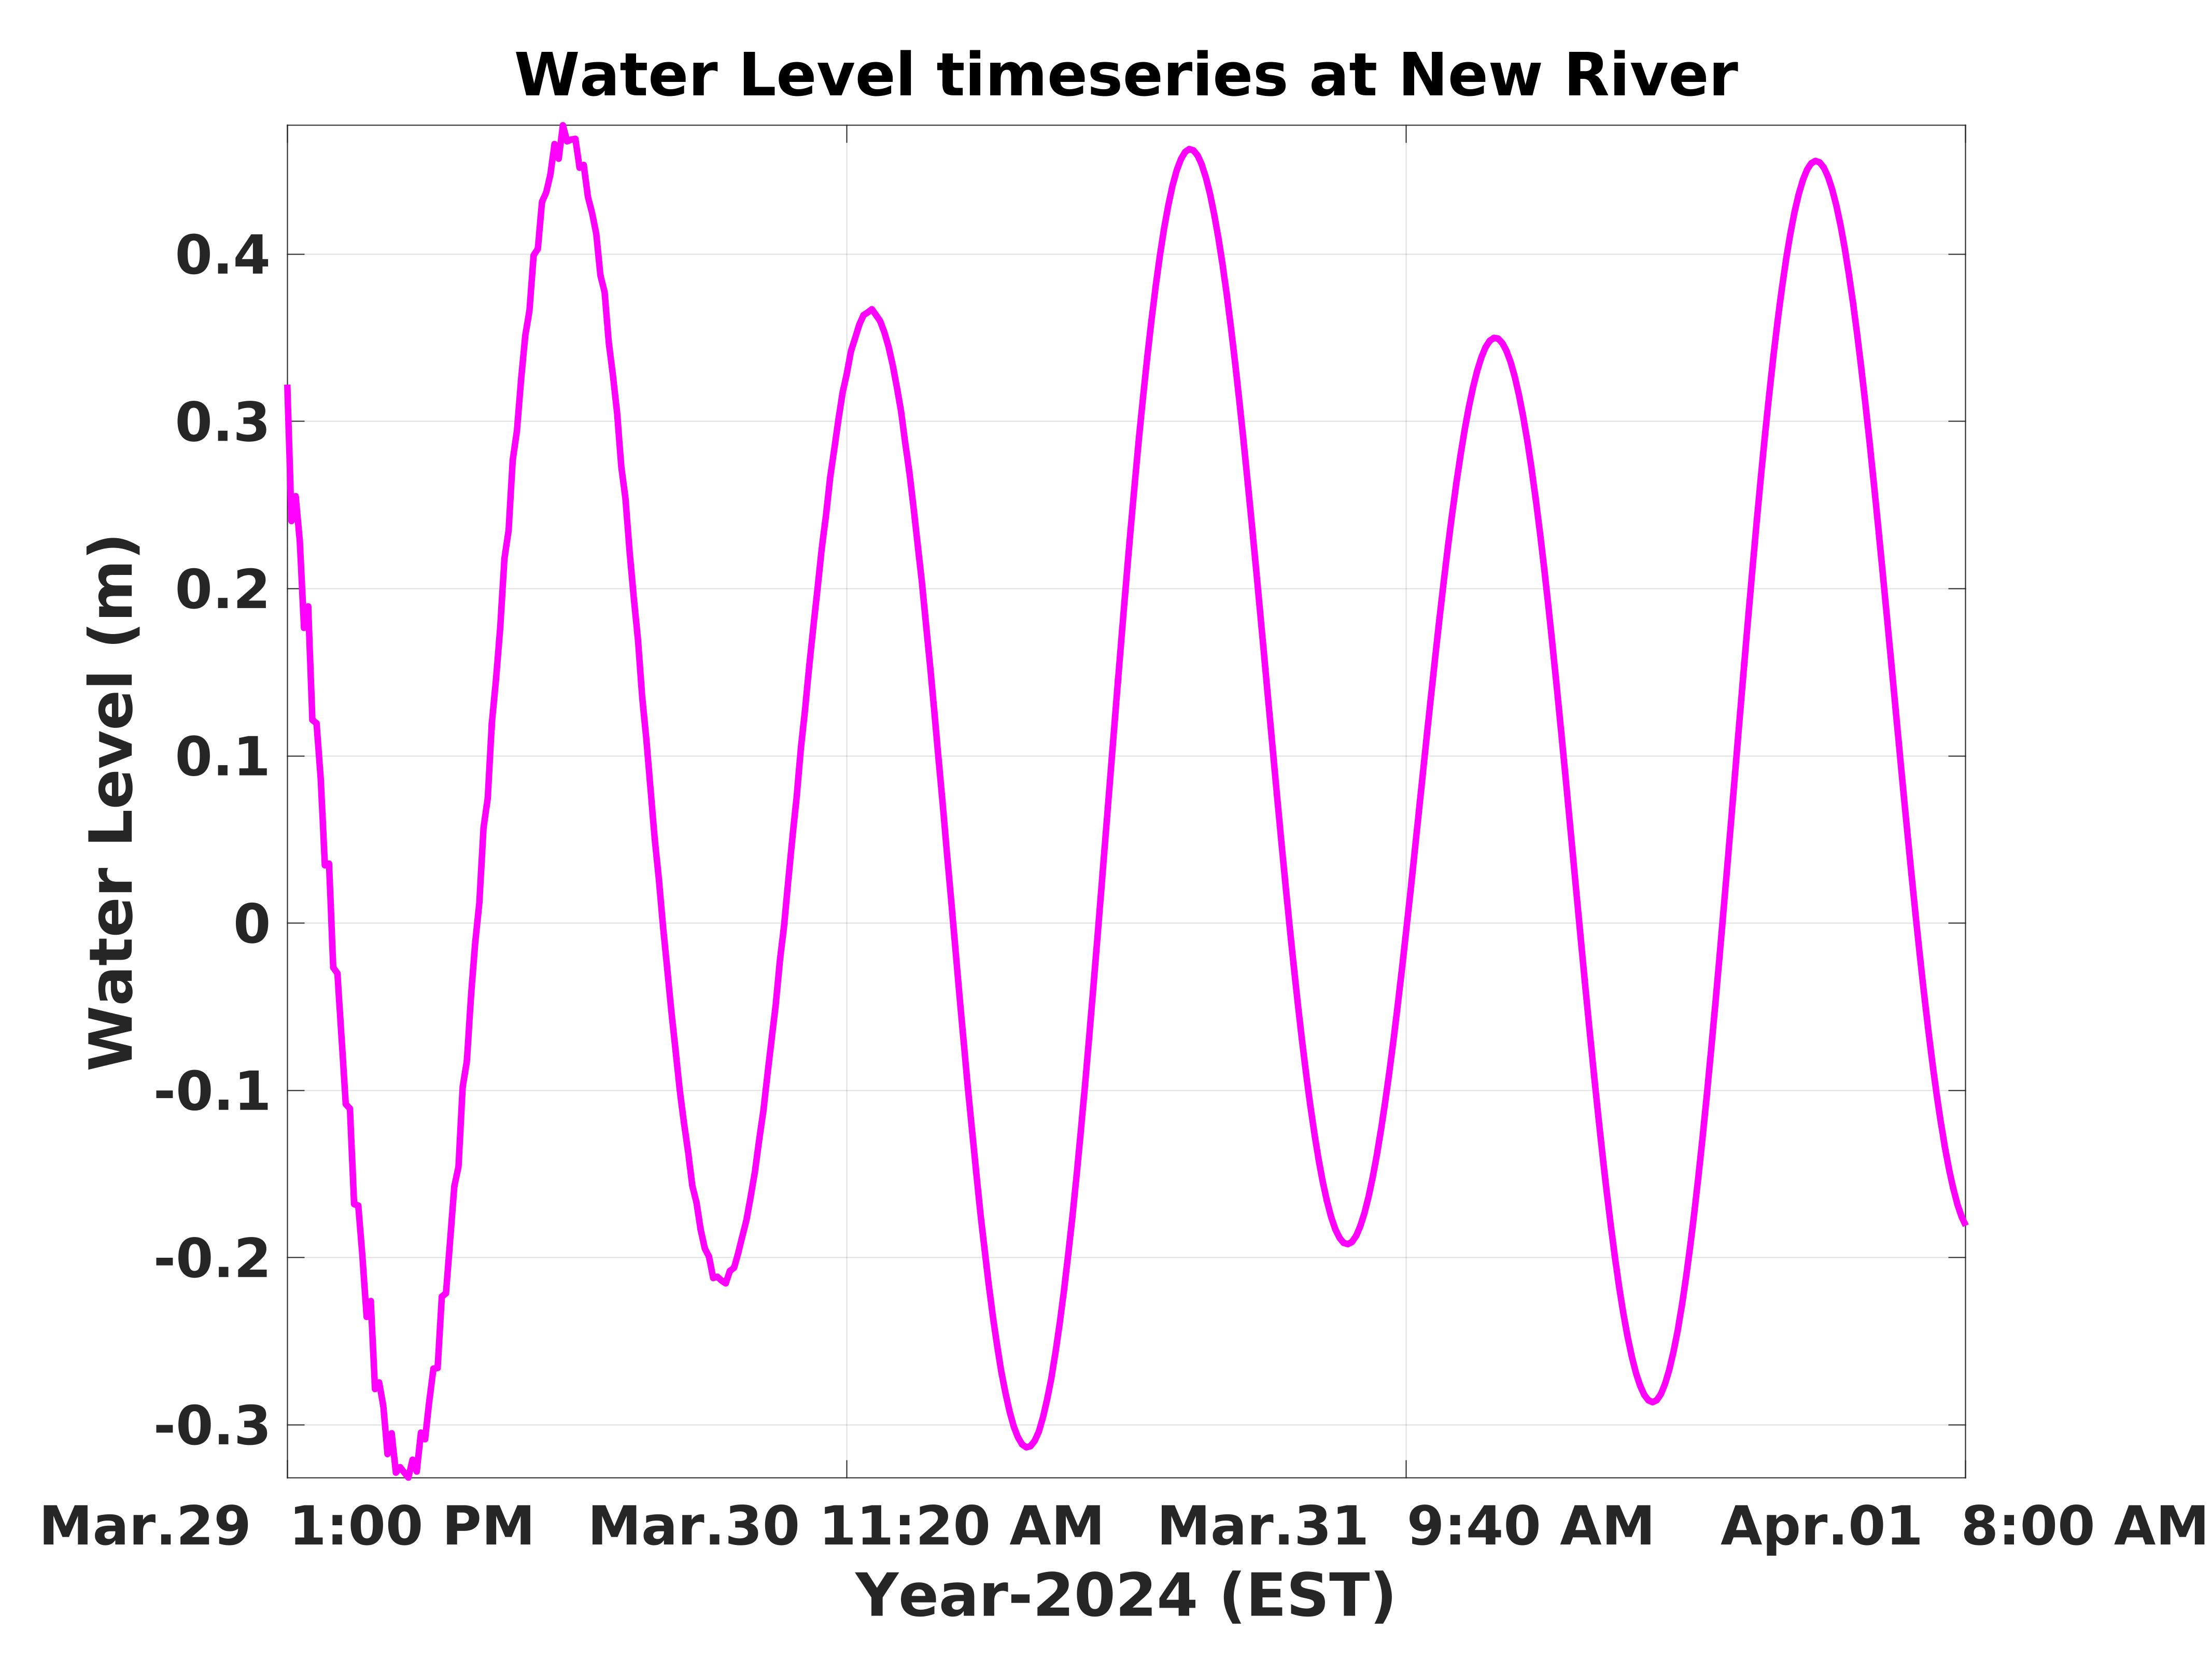 Water Level timeseries at New River
Water Level (m)
0.4
0.3
0.2
0.1
0
-0.1
-0.2
-0.3
Mar.29  1:00 PM  Mar.30 11:20 AM  Mar.31  9:40 AM  Apr.01  8:00 AM
Year-2024 (EST)